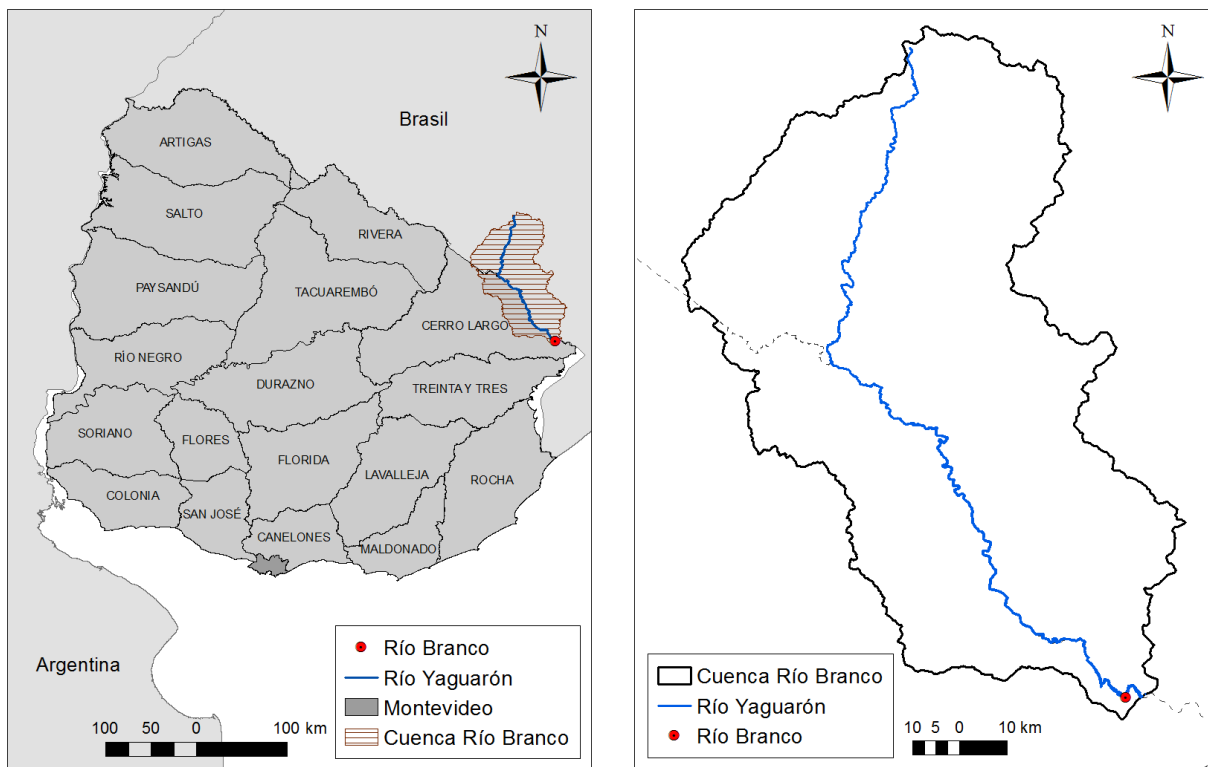 N
Brasil
ARTIGAS
SALTO
RIVERA
PAYSANDÚ
TACUAREMBÓ
CERRO LARGO
RÍO NEGRO
DURAZNO
TREINTA Y TRES
SORIANO
FLORES
FLORIDA
LAVALLEJA
ROCHA
COLONIA
SAN JOSÉ
CANELONES
MALDONADO
Argentina
Río Branco
Río Yaguarón
Montevideo
Cuenca Río Branco
100 50 0 100 km
N
Cuenca Río Branco
Río Yaguarón
Río Branco
10 5 0 10 km